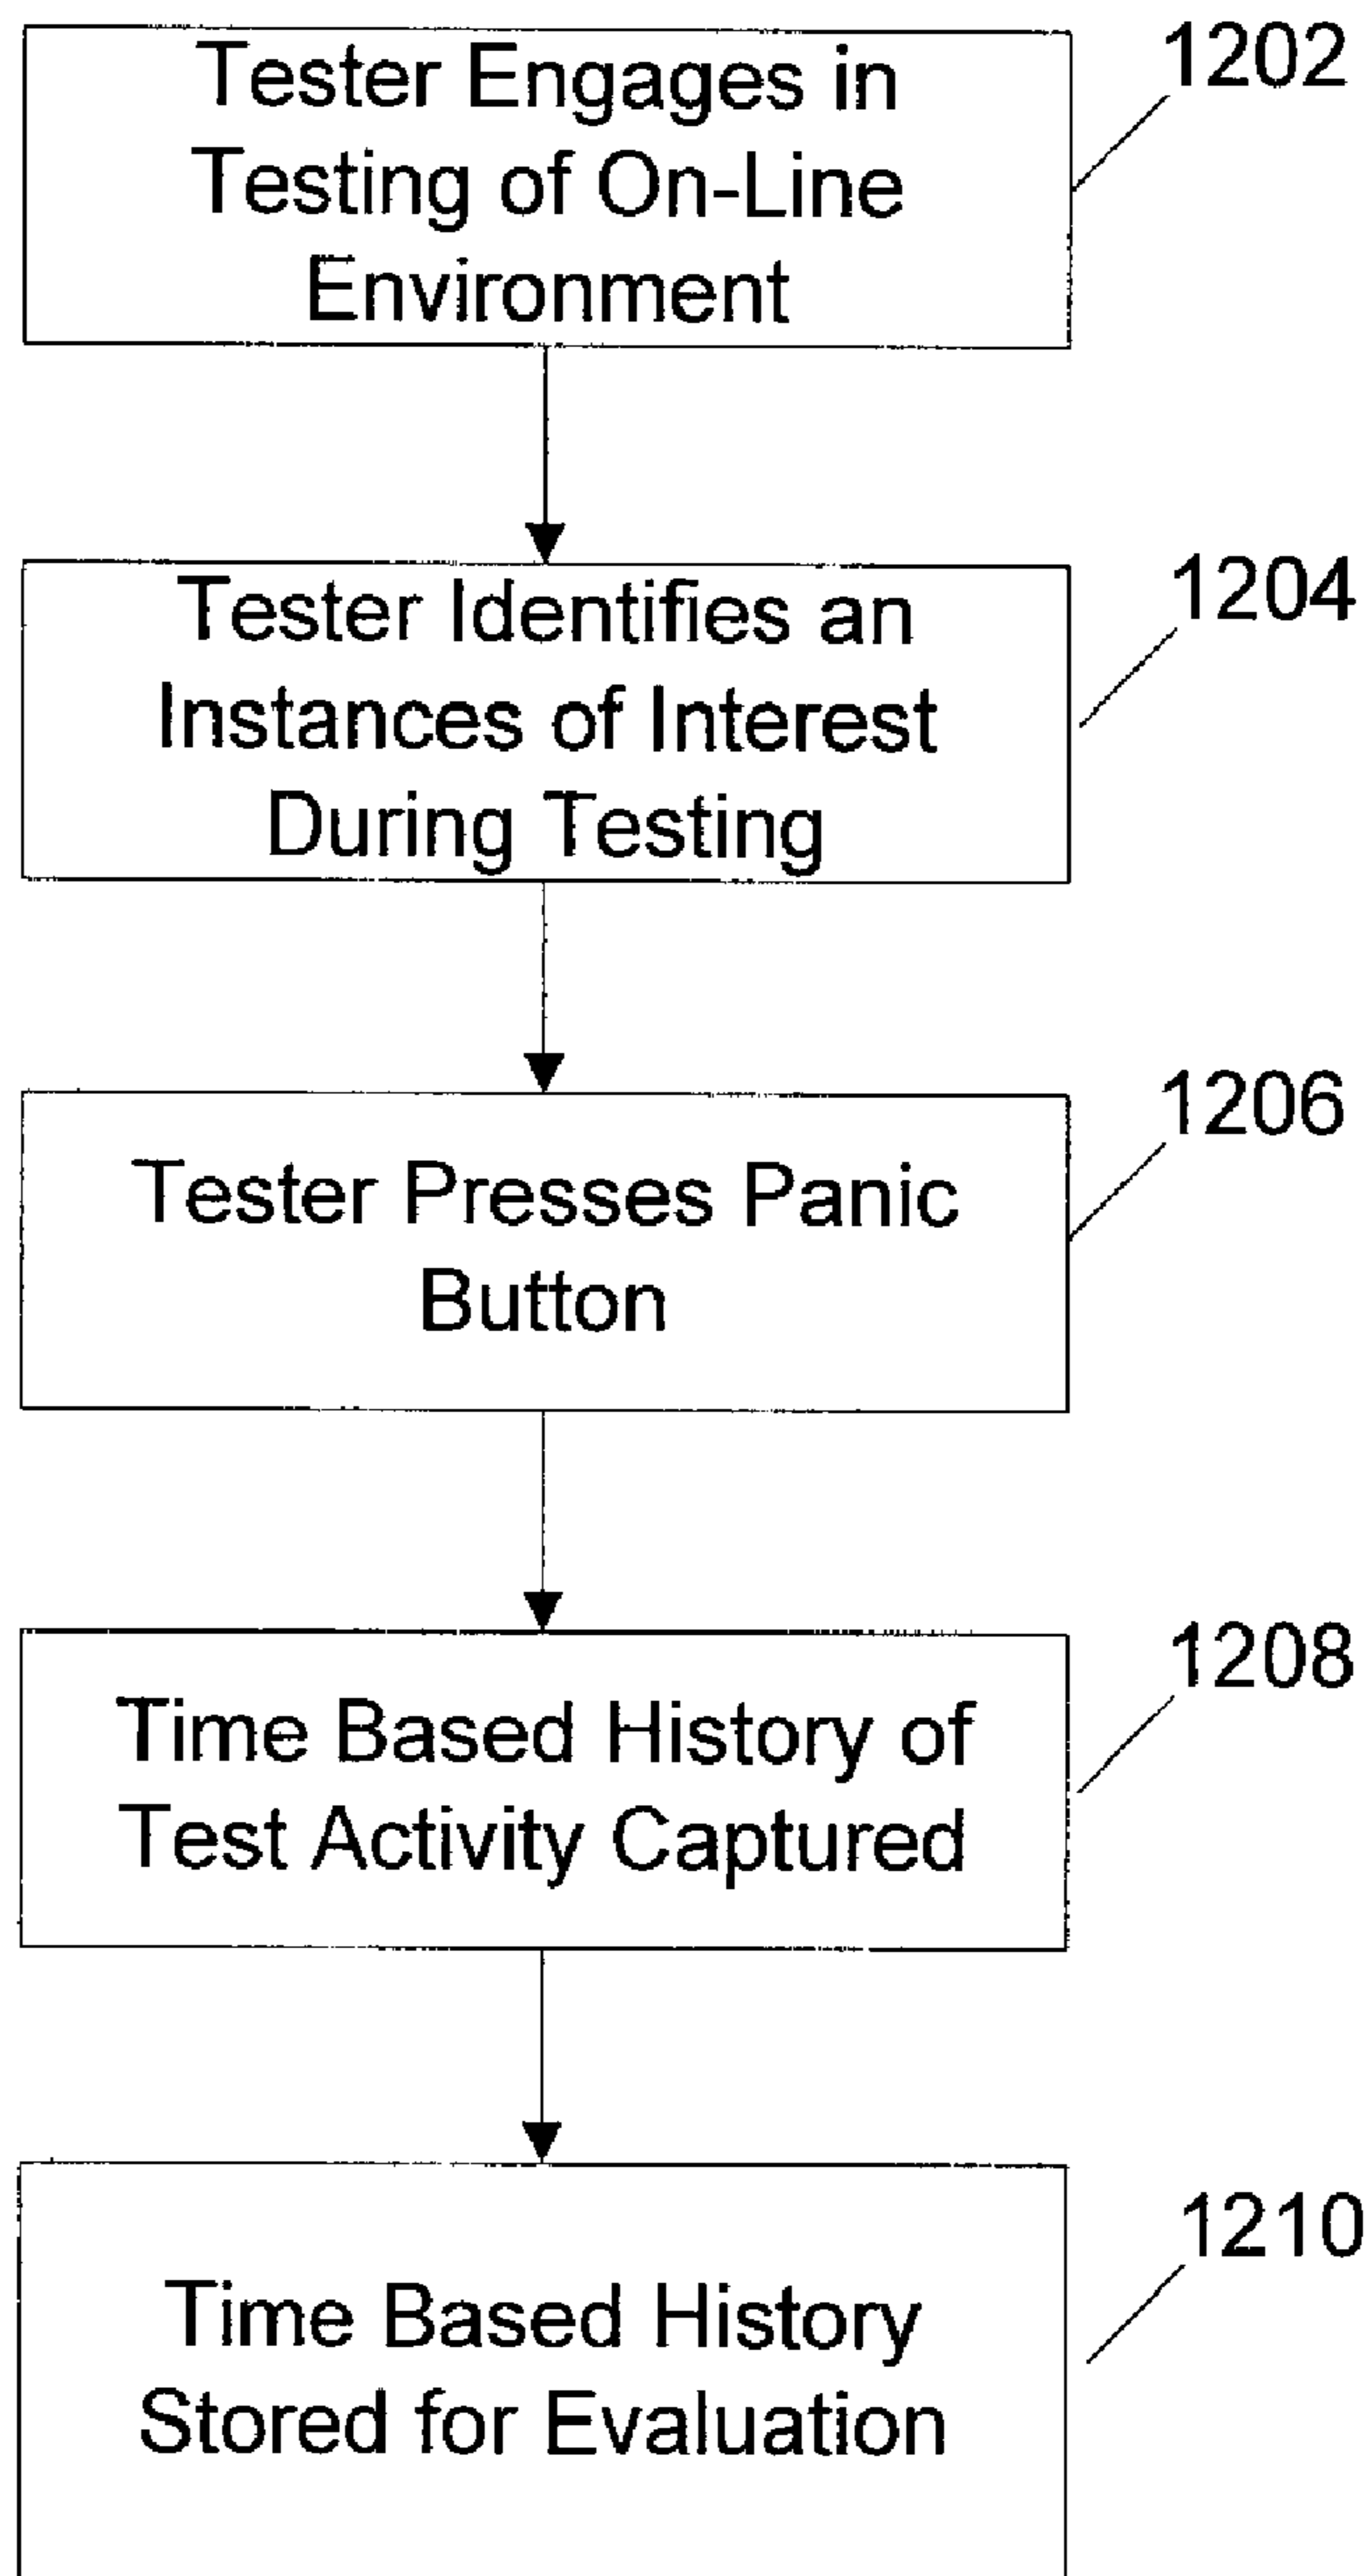 Tester Engages in
Testing of On-Line
Environment
1202
Tester Identifies an
Instances of Interest
During Testing
1204
Tester Presses Panic
Button
1206
Time Based History of
Test Activity Captured
1208
Time Based History
Stored for Evaluation
1210